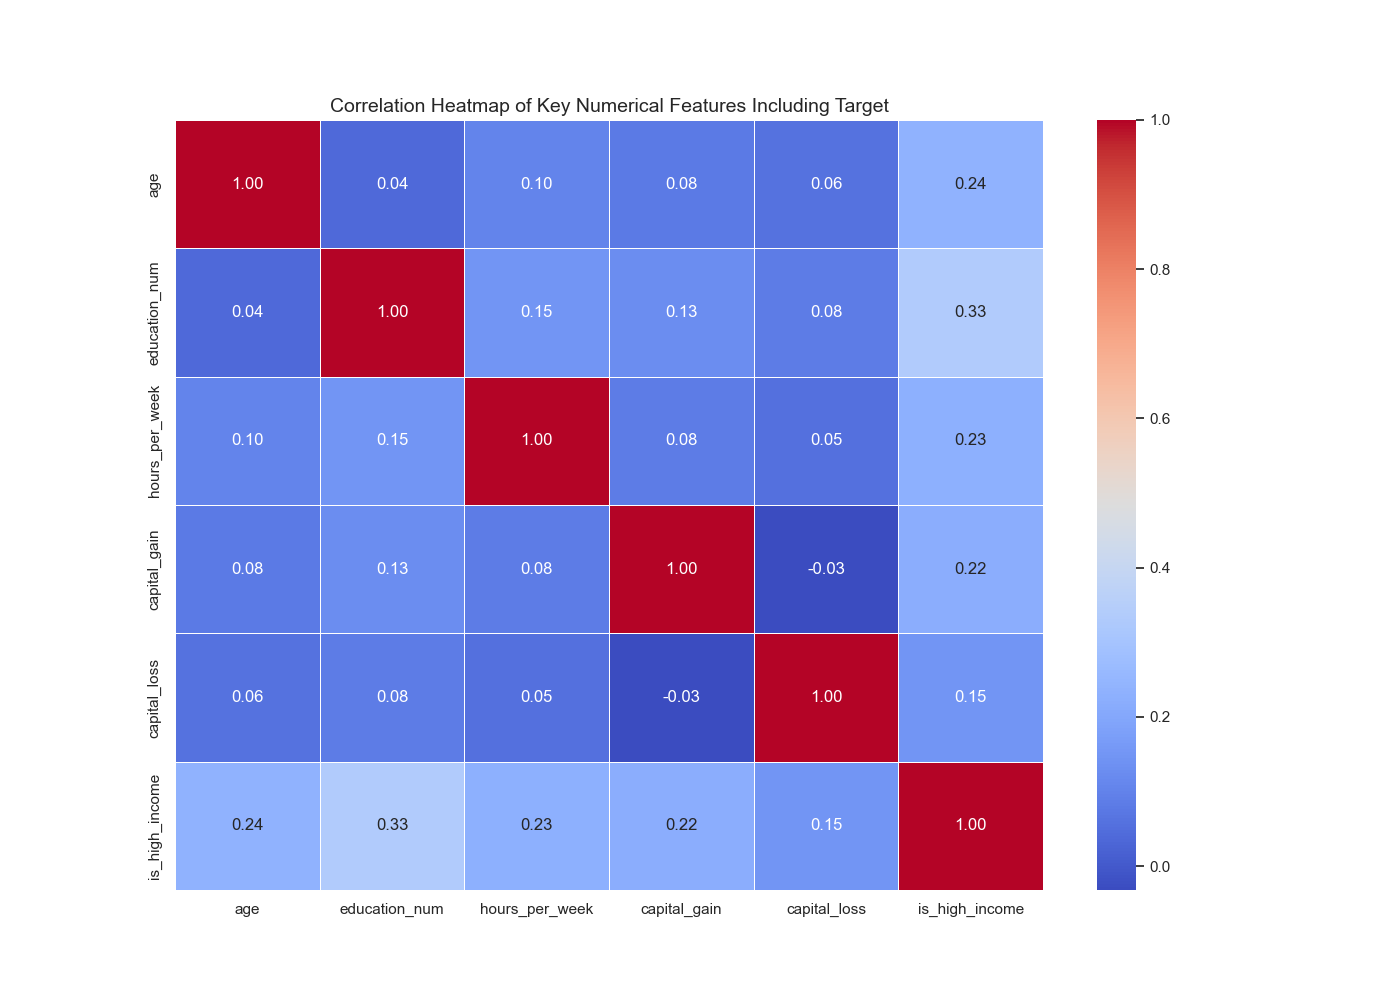 Correlation Heatmap of Key Numerical Features Including Target
1.0
age
1.00 0.04 0.10 0.08 0.06 0.24
0.8
education_num
0.04 1.00 0.15 0.13 0.08 0.33
hours_per_week
0.10 0.15 1.00 0.08 0.05 0.23
0.6
capital_gain
0.08 0.13 0.08 1.00 -0.03 0.22
0.4
capital_loss
0.06 0.08 0.05 -0.03 1.00 0.15
0.2
is_high_income
0.24 0.33 0.23 0.22 0.15 1.00
0.0
age education_num hours_per_week capital_gain capital_loss is_high_income